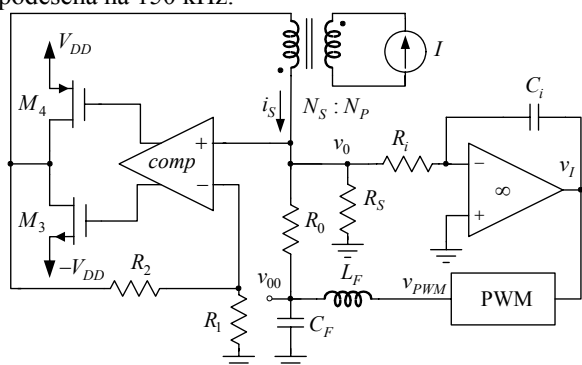 podešena na 150 kHz.
V_DD
M_4
I
i_S
N_S : N_P
C_i
comp
+
−
v_0
R_i
−
+
∞
v_I
M_3
−V_DD
R_0
R_S
R_2
v_00
L_F
v_PWM
PWM
R_1
C_F